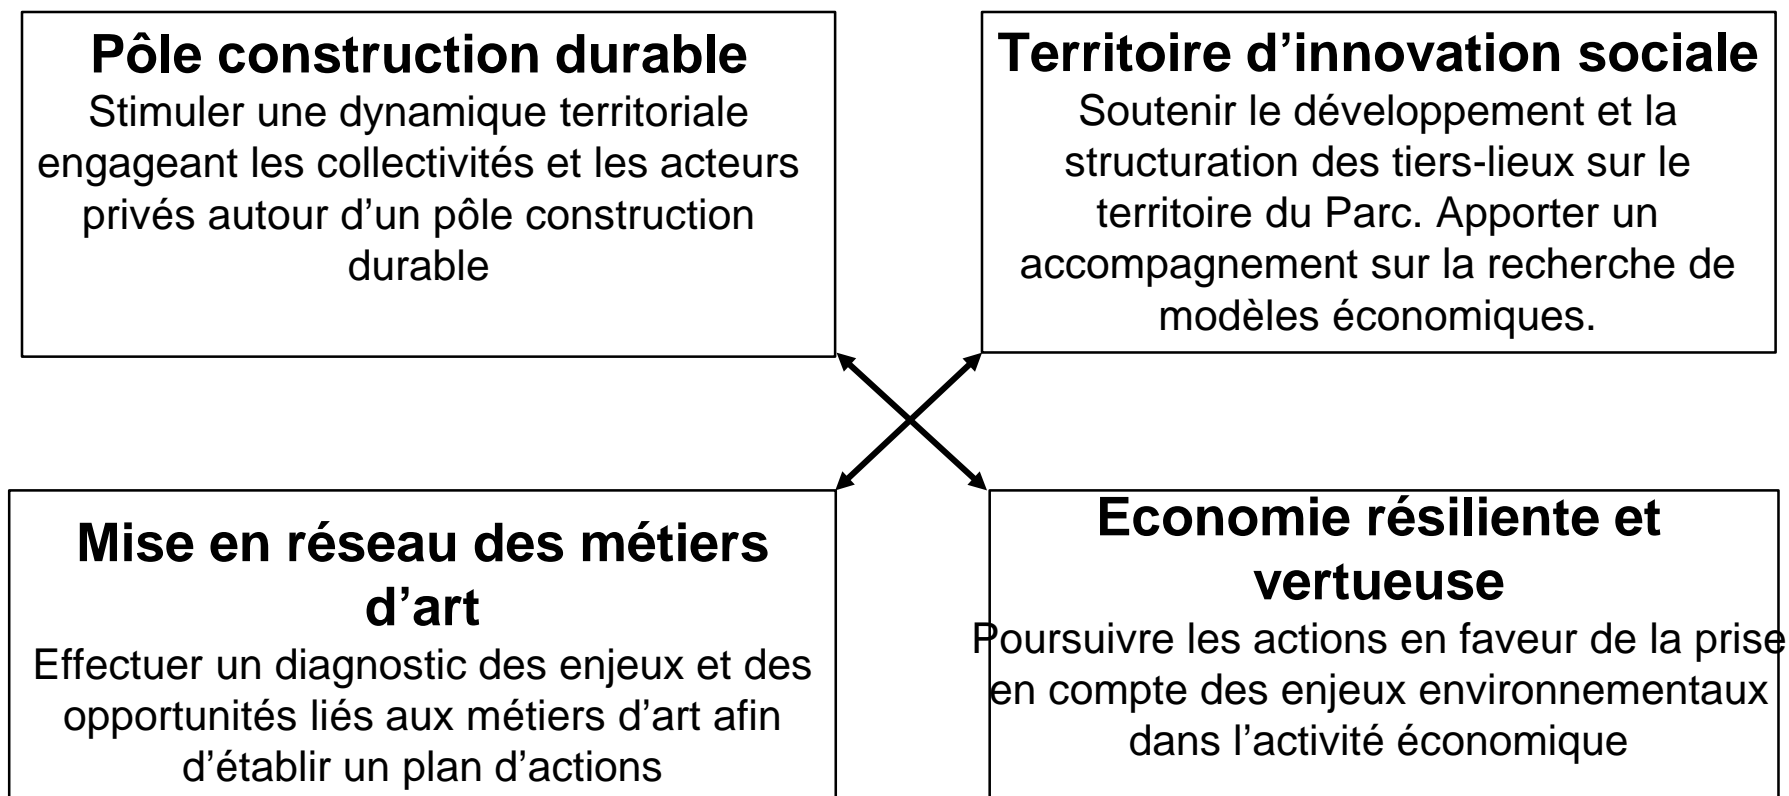 Pôle construction durable
Stimuler une dynamique territoriale
engageant les collectivités et les acteurs
privés autour d’un pôle construction
durable
Territoire d’innovation sociale
Soutenir le développement et la
structuration des tiers-lieux sur le
territoire du Parc. Apporter un
accompagnement sur la recherche de
modèles économiques.
Mise en réseau des métiers
d’art
Effectuer un diagnostic des enjeux et des
opportunités liés aux métiers d’art afin
d’établir un plan d’actions
Economie résiliente et
vertueuse
Poursuivre les actions en faveur de la prise
en compte des enjeux environnementaux
dans l’activité économique